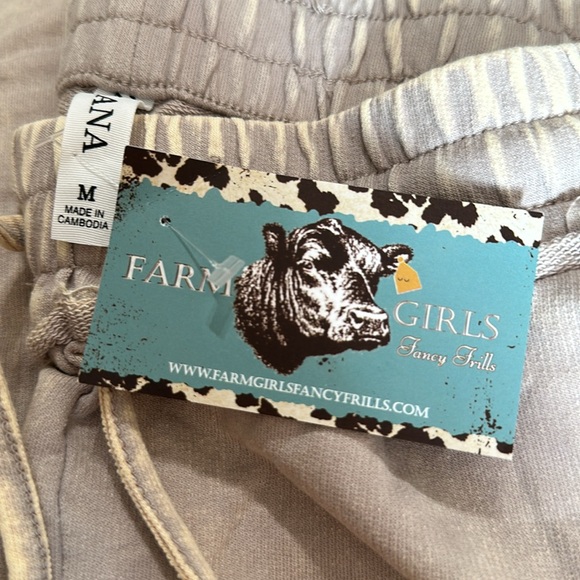 ANA
M
MADE IN
CAMBODIA
FARM
GIRLS
Fancy Frills
WWW.FARMGIRLSFANCYFRILLS.COM